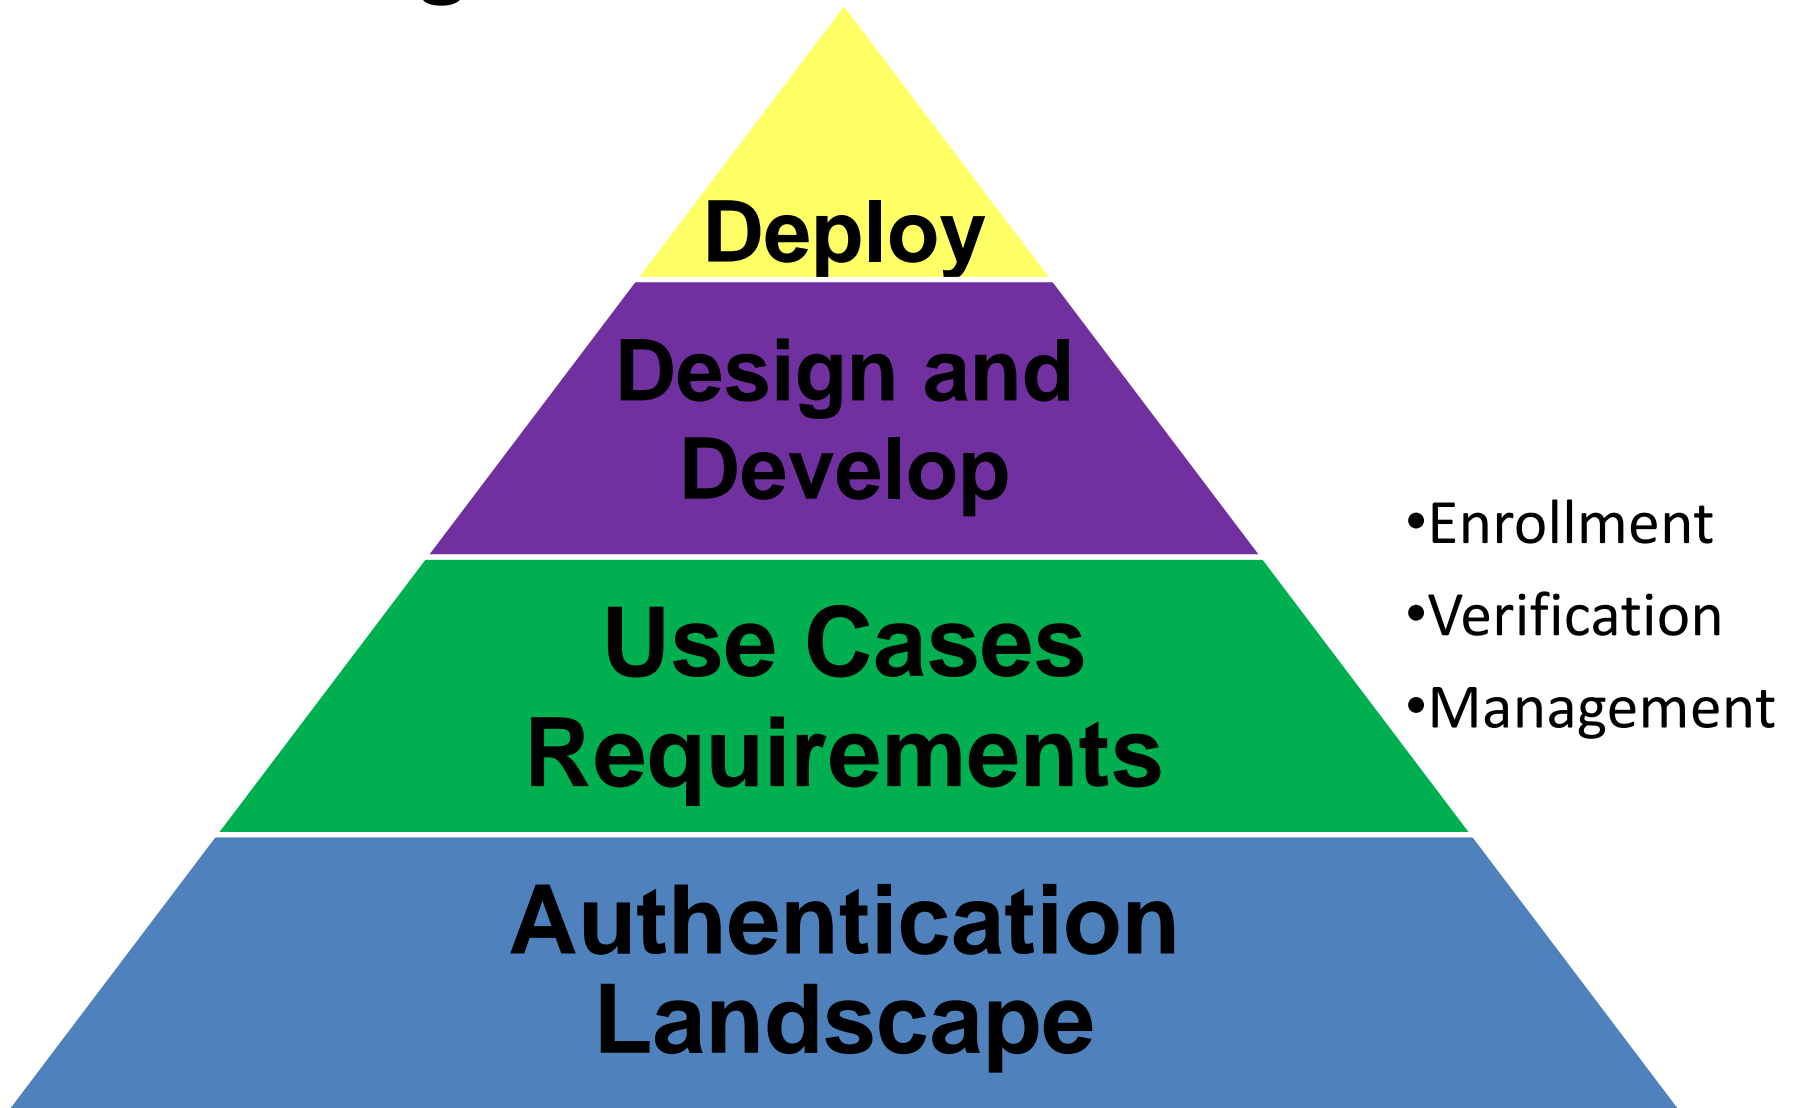 Deploy
Design and
Develop
•Enrollment
•Verification
•Management
Use Cases
Requirements
Authentication
Landscape